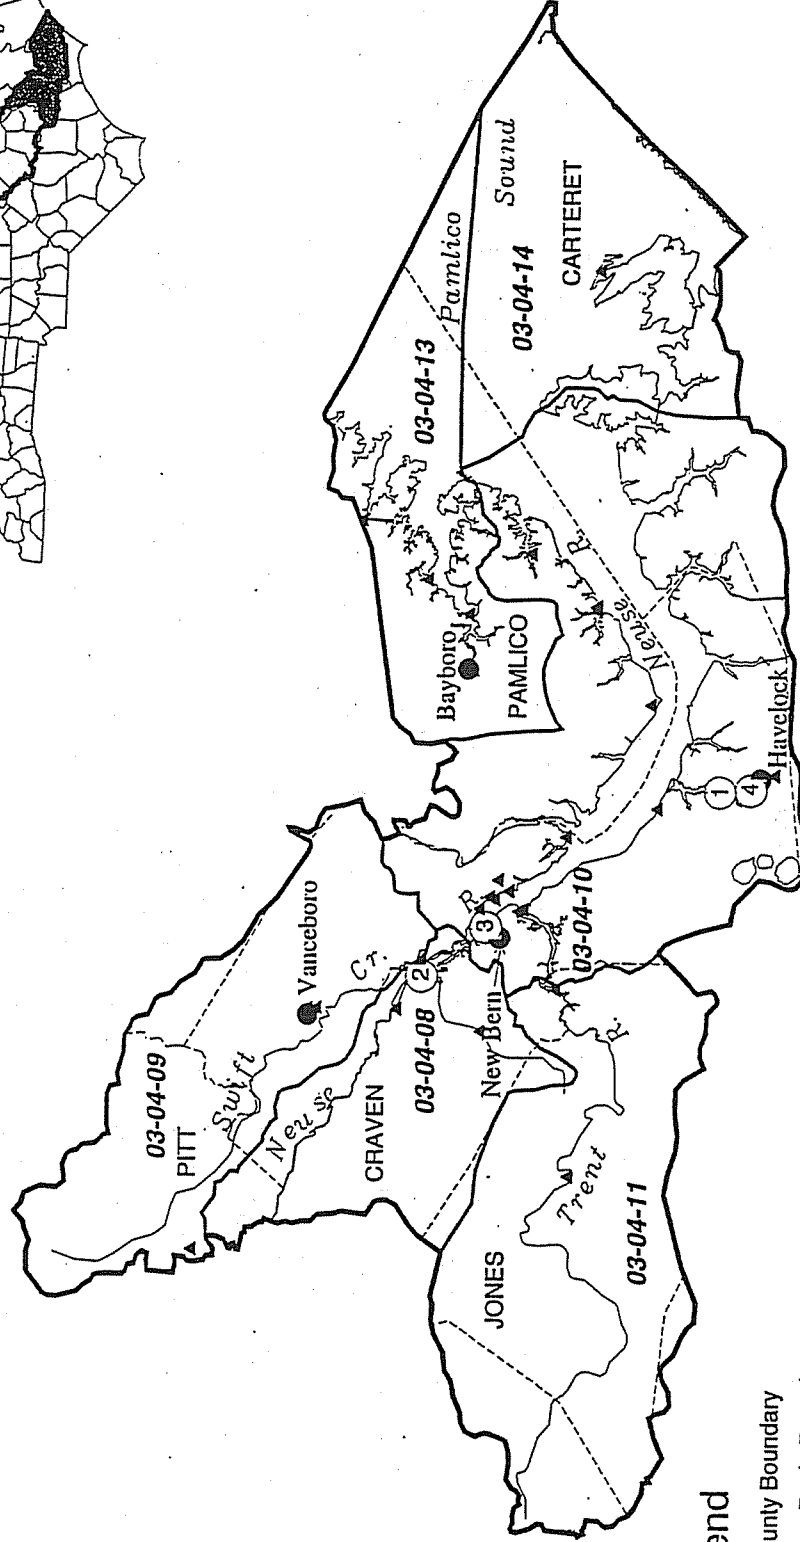 03-04-09
PITT
Swift
Cr.
Vanceboro
Neuse
R.
CRAVEN
03-04-08
2
3
New Bern
03-04-10
JONES
Trent
R.
03-04-11
Bayboro
PAMLICO
03-04-13
Pamlico
Sound
03-04-14
CARTERET
Neuse
R.
1
4
Havelock
end
unty Boundary